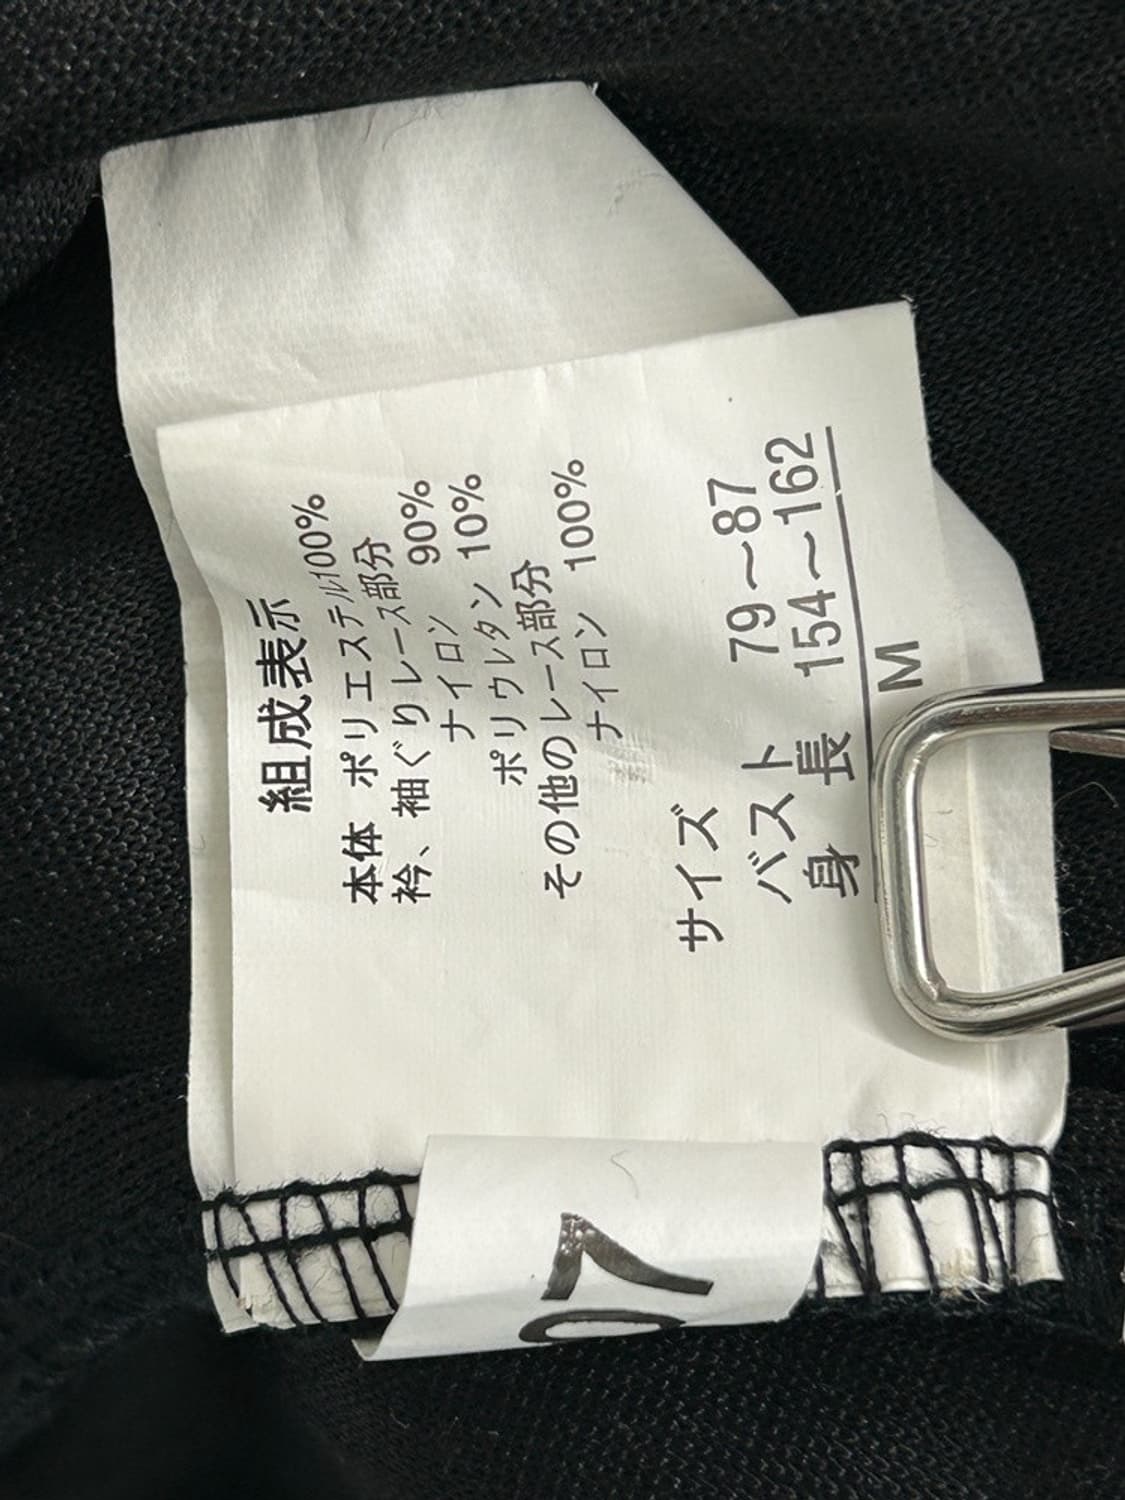 組成表示
本体 ポリエステル100%
衿、袖ぐりレース部分
ナイロン 90%
ポリウレタン 10%
その他のレース部分
ナイロン 100%
サイズ
バスト 79〜87
身長 154〜162
M
07